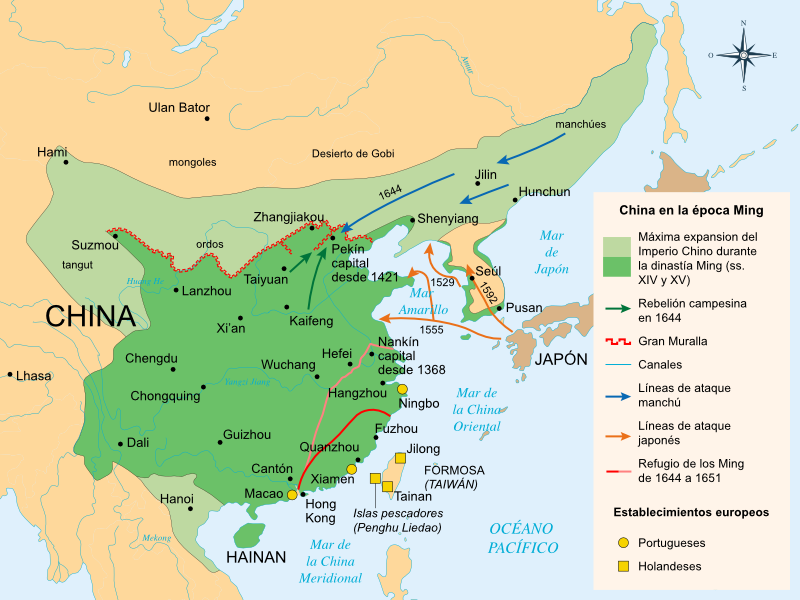 N
O
E
S
Amur
Ulan Bator
manchúes
Hami
mongoles
Desierto de Gobi
Jilin
1644
Hunchun
Zhangjiakou
Shenyiang
Suzmou
ordos
Pekín
capital
desde 1421
tangut
Mar
de
Japón
Huang He
Taiyuan
Seúl
Lanzhou
1529
1592
Mar
Amarillo
Pusan
CHINA
Xi'an
Kaifeng
1555
Nankín
capital
desde 1368
JAPÓN
Chengdu
Hefei
Wuchang
Lhasa
Chongquing
Yangzi Jiang
Hangzhou
Ningbo
Mar de
la China
Oriental
Dali
Guizhou
Fuzhou
Quanzhou
Jilong
Cantón
Xiamen
FORMOSA
(TAIWÁN)
Hanoi
Macao
Hong
Kong
Tainan
Islas pescadores
(Penghu Liedao)
Mekong
HAINAN
Mar de
la China
Meridional
OCÉANO
PACÍFICO
China en la época Ming
Máxima expansion del
Imperio Chino durante
la dinastía Ming (ss.
XIV y XV)
Rebelión campesina
en 1644
Gran Muralla
Canales
Líneas de ataque
manchú
Líneas de ataque
japonés
Refugio de los Ming
de 1644 a 1651
Establecimientos europeos
Portugueses
Holandeses